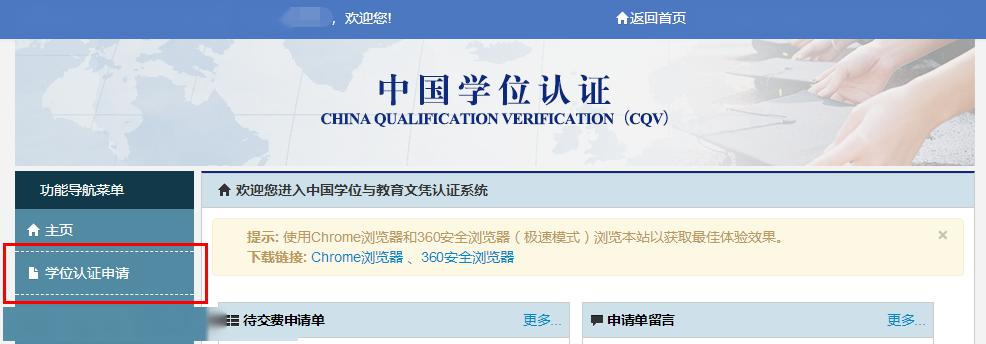 ，欢迎您!
返回首页
中国学位认证
CHINA QUALIFICATION VERIFICATION（CQV）
功能导航菜单
主页
学位认证申请
欢迎您进入中国学位与教育文凭认证系统
提示: 使用Chrome浏览器和360安全浏览器（极速模式）浏览本站以获取最佳体验效果。
×
下载链接: Chrome浏览器 、360安全浏览器
待交费申请单
更多...
申请单留言
更多...